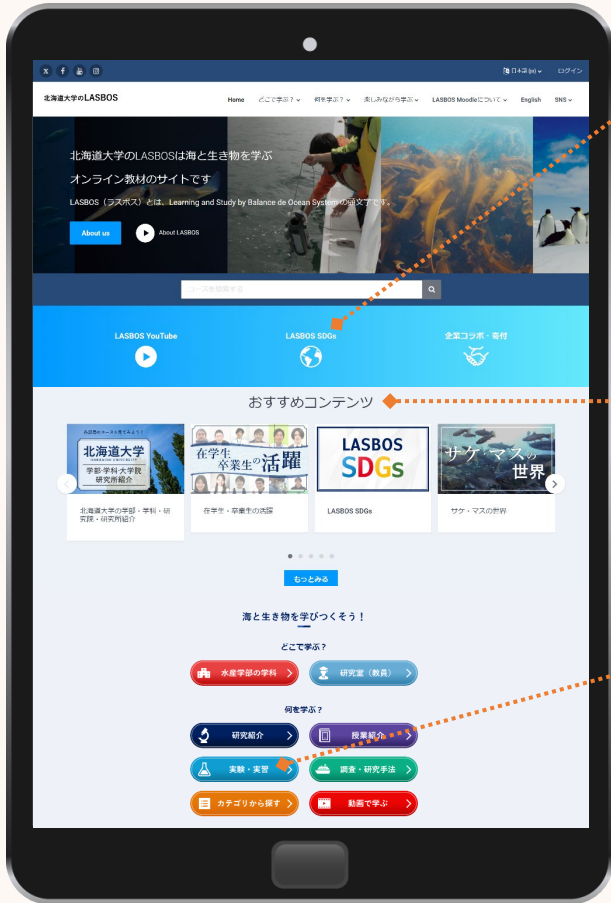 日本語 (ja)
ログイン
北海道大学のLASBOS
Home
どこで学ぶ?
何を学ぶ?
楽しみながら学ぶ
LASBOS Moodleについて
English
SNS
北海道大学のLASBOSは海と生き物を学ぶ
オンライン教材のサイトです
LASBOS（ラスボス）とは、Learning and Study by Balance de Ocean Systemの頭文字です。
About us
About LASBOS
コースを検索する
LASBOS YouTube
LASBOS SDGs
企業コラボ・寄付
おすすめコンテンツ
北海道大学
HOKKAIDO UNIVERSITY
学部・学科・大学院
研究所紹介
在学生
卒業生の活躍
LASBOS
SDGs
サケ・マスの
世界
北海道大学の学部・学科・研
究院・研究所紹介
在学生・卒業生の活躍
LASBOS SDGs
サケ・マスの世界
もっとみる
海と生き物を学びつくそう！
どこで学ぶ？
水産学部の学科
研究室（教員）
何を学ぶ？
研究紹介
授業紹介
実験・実習
調査・研究手法
カテゴリから探す
動画で学ぶ